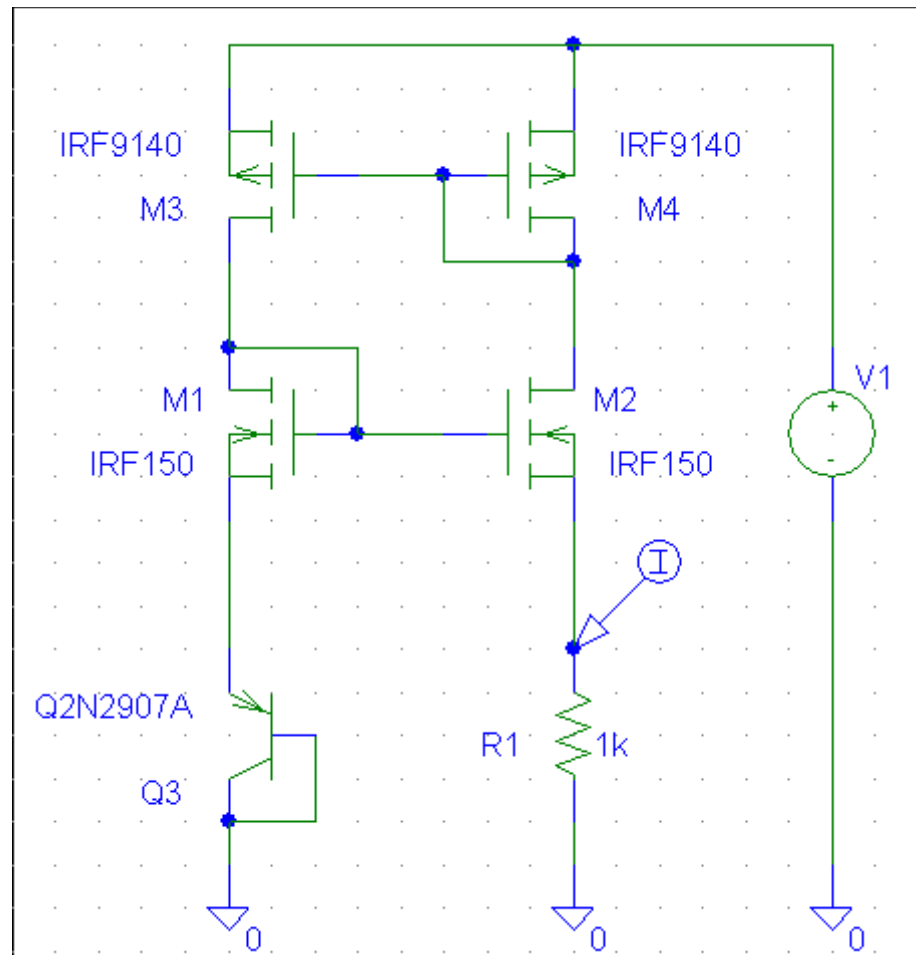 IRF9140
IRF9140
M3
M4
M1
M2
V1
+
IRF150
IRF150
-
I
Q2N2907A
R1
1k
Q3
0
0
0